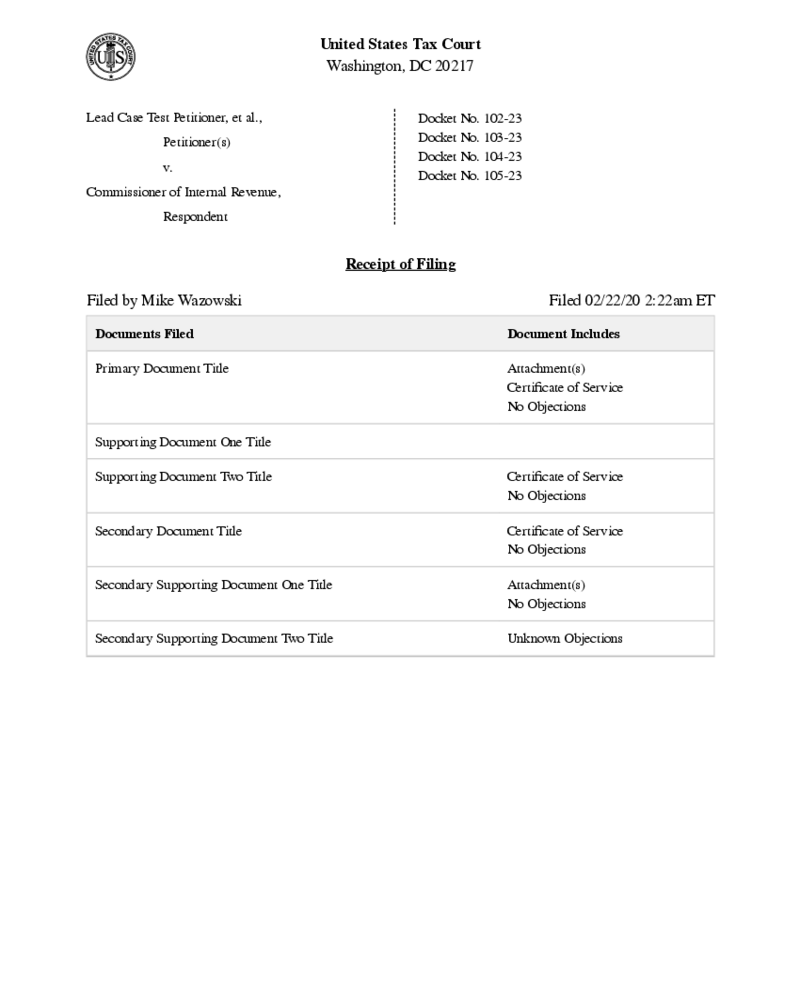 UNITED STATES TAX COURT
US
United States Tax Court
Washington, DC 20217
Lead Case Test Petitioner, et al.,
Petitioner(s)
v.
Commissioner of Internal Revenue,
Respondent
Docket No. 102-23
Docket No. 103-23
Docket No. 104-23
Docket No. 105-23
Receipt of Filing
Filed by Mike Wazowski Filed 02/22/20 2:22am ET
Documents Filed Document Includes
Primary Document Title Attachment(s)
Certificate of Service
No Objections
Supporting Document One Title
Supporting Document Two Title Certificate of Service
No Objections
Secondary Document Title Certificate of Service
No Objections
Secondary Supporting Document One Title Attachment(s)
No Objections
Secondary Supporting Document Two Title Unknown Objections